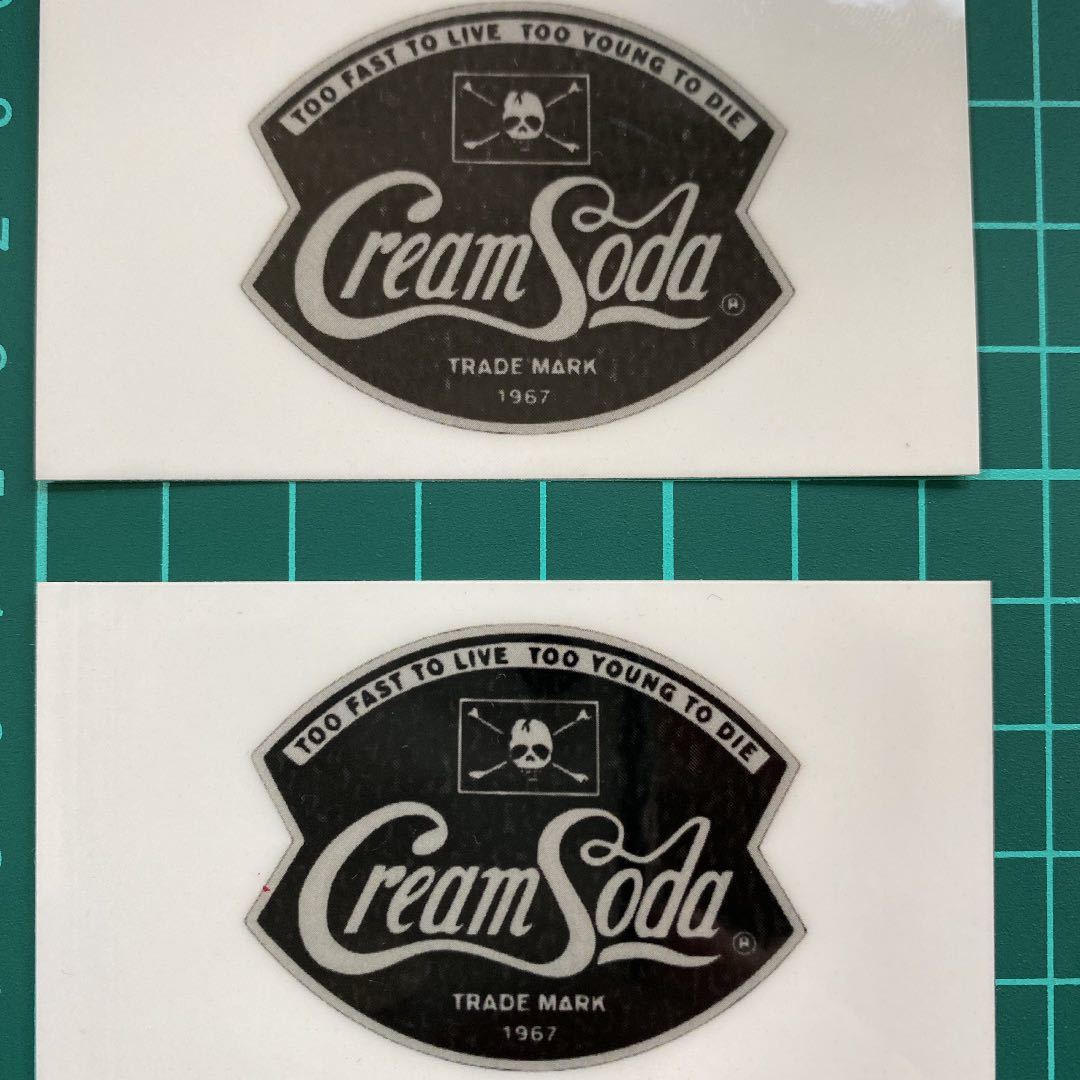 TOO FAST TO LIVE TOO YOUNG TO DIE
Cream Soda
®
TRADE MARK
1967
TOO FAST TO LIVE TOO YOUNG TO DIE
Cream Soda
®
TRADE MARK
1967